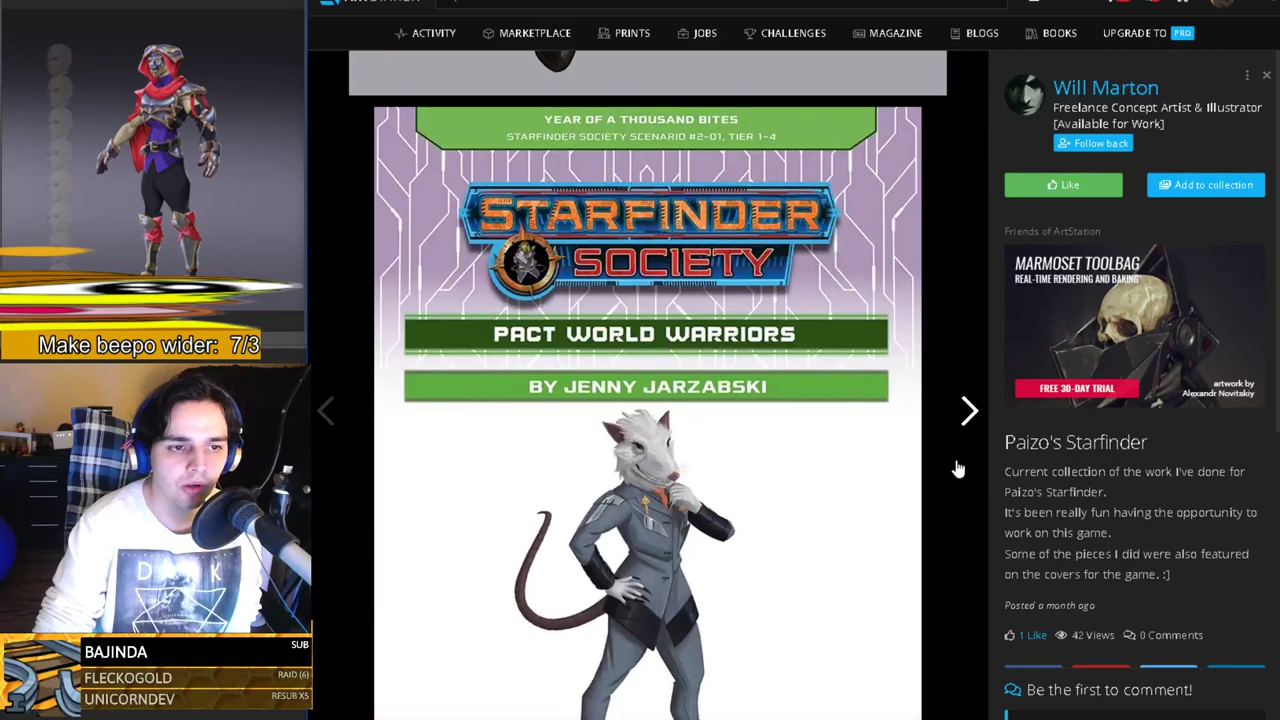 ACTIVITY MARKETPLACE PRINTS JOBS CHALLENGES MAGAZINE BLOGS BOOKS UPGRADE TO PRO
YEAR OF A THOUSAND BITES
STARFINDER SOCIETY SCENARIO #2-01, TIER 1-4
STARFINDER
SOCIETY
PACT WORLD WARRIORS
BY JENNY JARZABSKI
Will Marton
Freelance Concept Artist & Illustrator
[Available for Work]
Follow back
Like
Add to collection
Friends of ArtStation
MARMOSET TOOLBAG
REAL-TIME RENDERING AND BAKING
FREE 30-DAY TRIAL
artwork by
Alexandr Novitskiy
Paizo's Starfinder
Current collection of the work I've done for
Paizo's Starfinder.
It's been really fun having the opportunity to
work on this game.
Some of the pieces I did were also featured
on the covers for the game. :]
Posted a month ago
1 Like 42 Views 0 Comments
Be the first to comment!
Make beepo wider: 7/3
DARK
BAJINDA SUB
FLECKOGOLD RAID (6)
UNICORNDEV RESUB X5